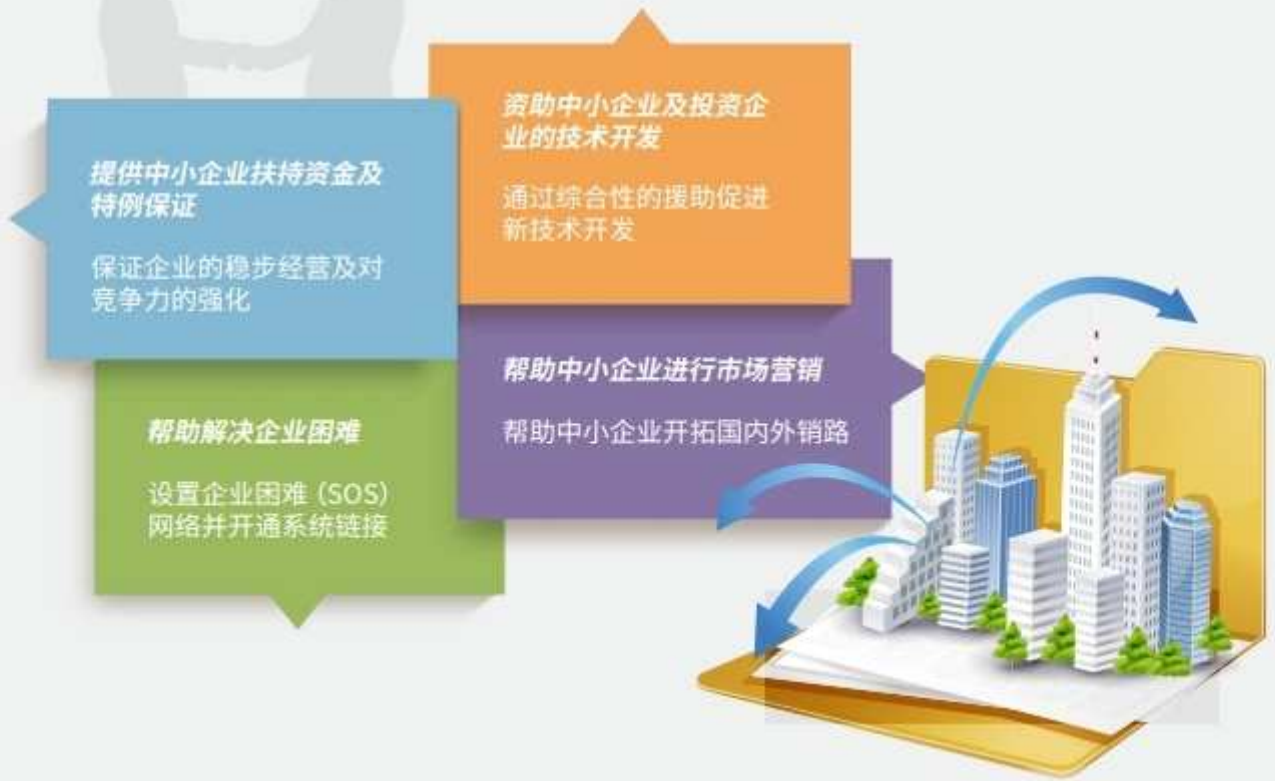 提供中小企业扶持资金及
特例保证
保证企业的稳步经营及对
竞争力的强化
资助中小企业及投资企
业的技术开发
通过综合性的援助促进
新技术开发
帮助解决企业困难
设置企业困难 (SOS)
网络并开通系统链接
帮助中小企业进行市场营销
帮助中小企业开拓国内外销路